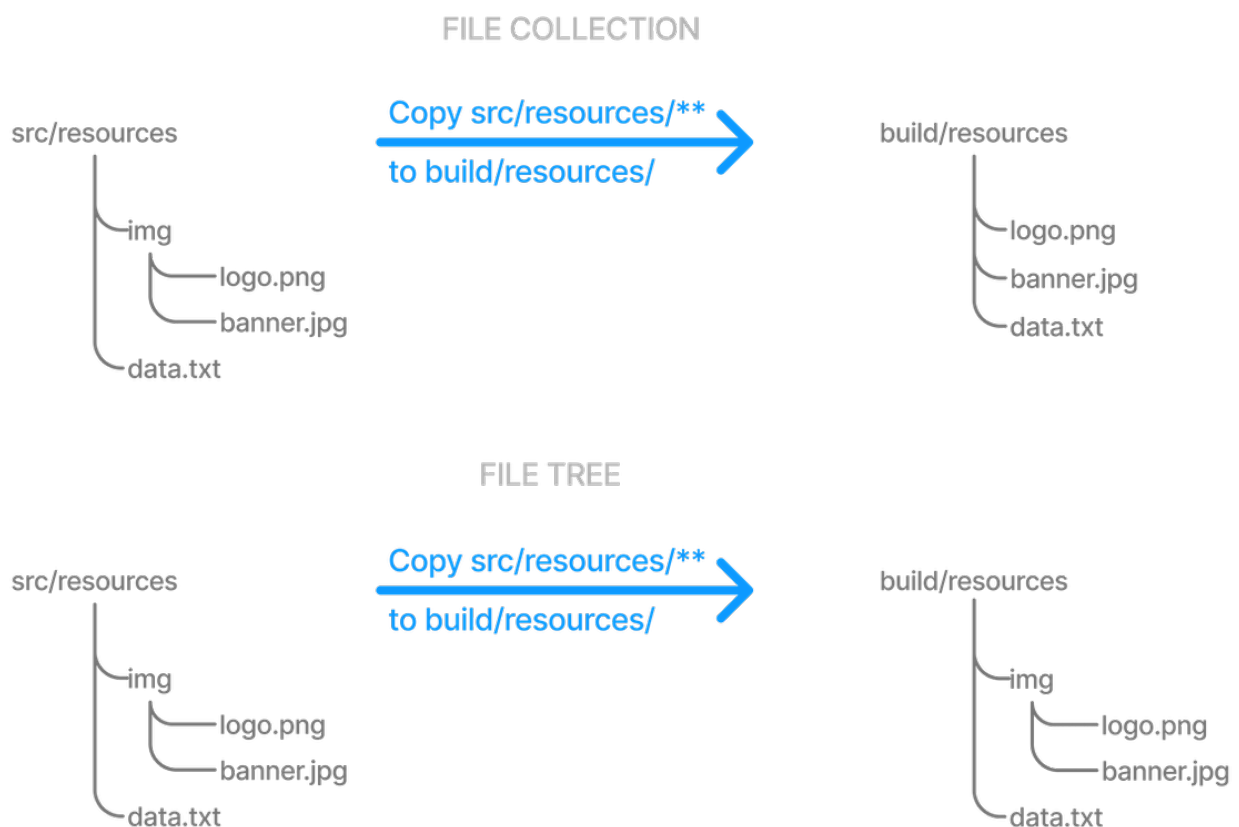 FILE COLLECTION
Copy src/resources/**
src/resources
build/resources
to build/resources/
img
logo.png
logo.png
banner.jpg
banner.jpg
data.txt
data.txt
FILE TREE
Copy src/resources/**
src/resources
build/resources
to build/resources/
img
img
logo.png
logo.png
banner.jpg
banner.jpg
data.txt
data.txt